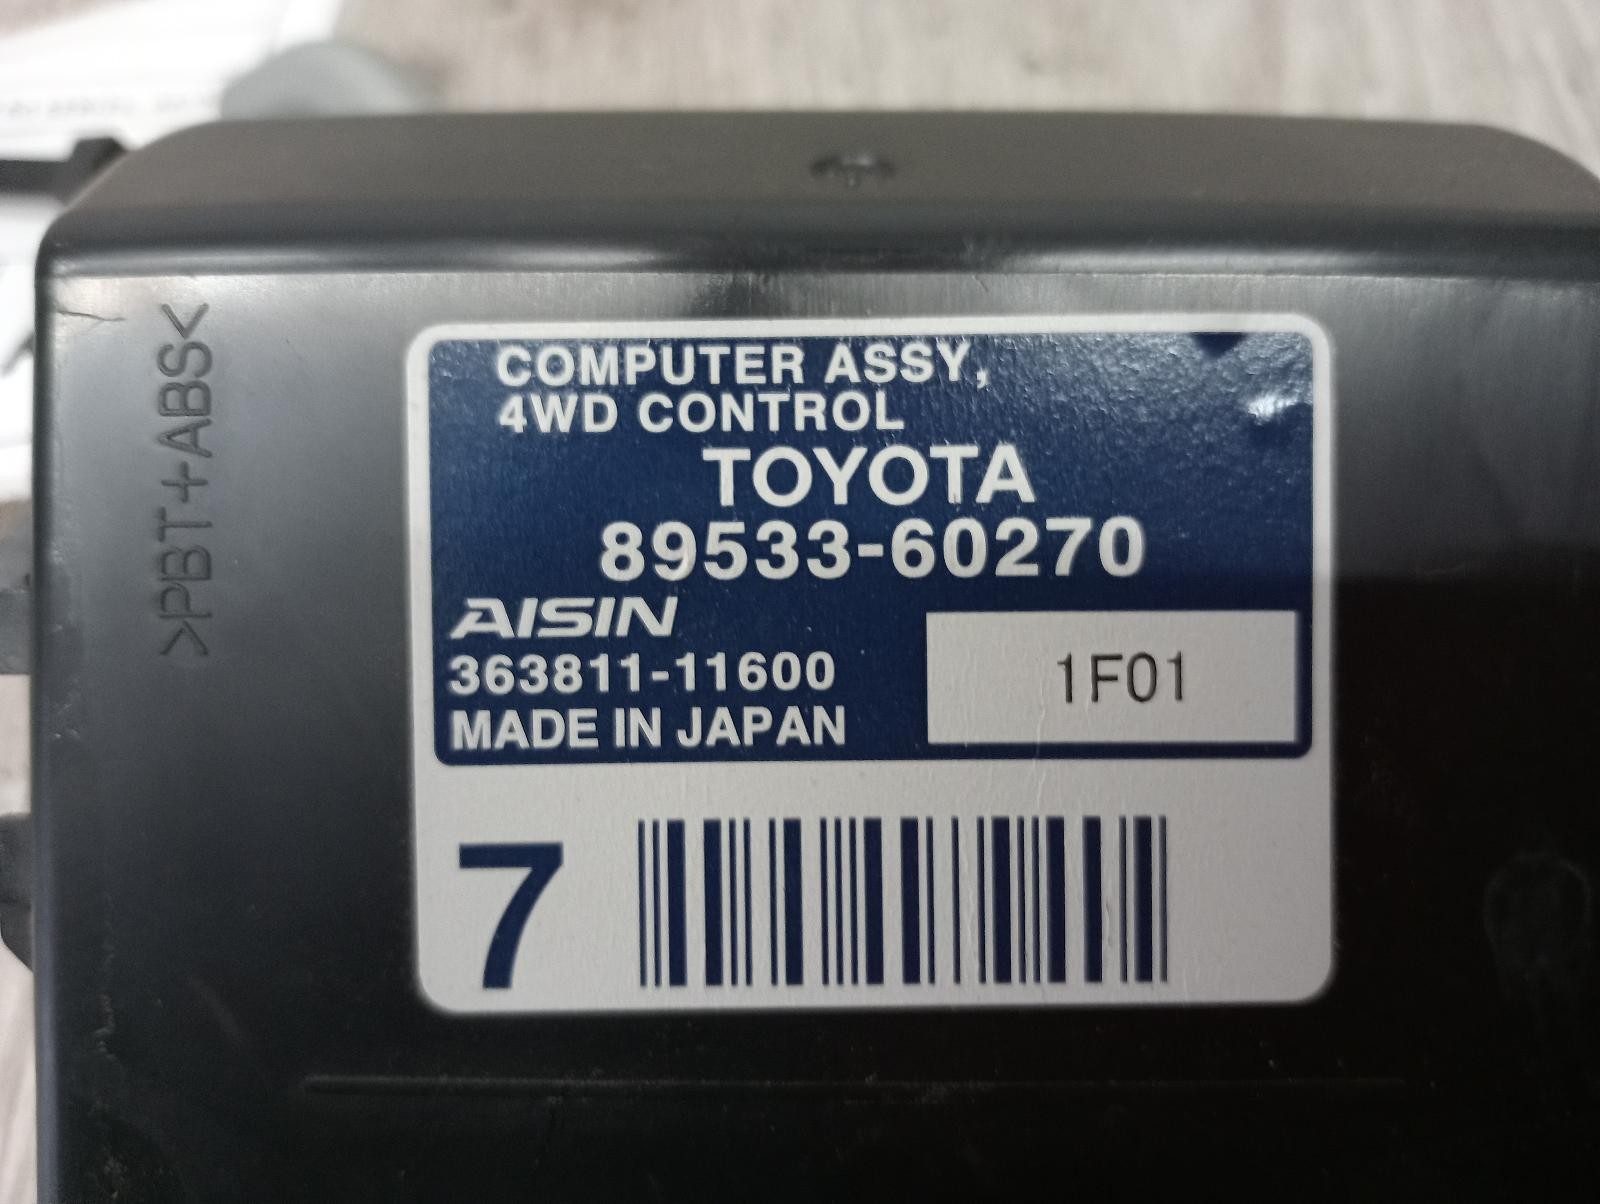 >PBT+ABS<
COMPUTER ASSY,
4WD CONTROL
TOYOTA
89533-60270
AISIN
363811-11600
MADE IN JAPAN
1F01
7